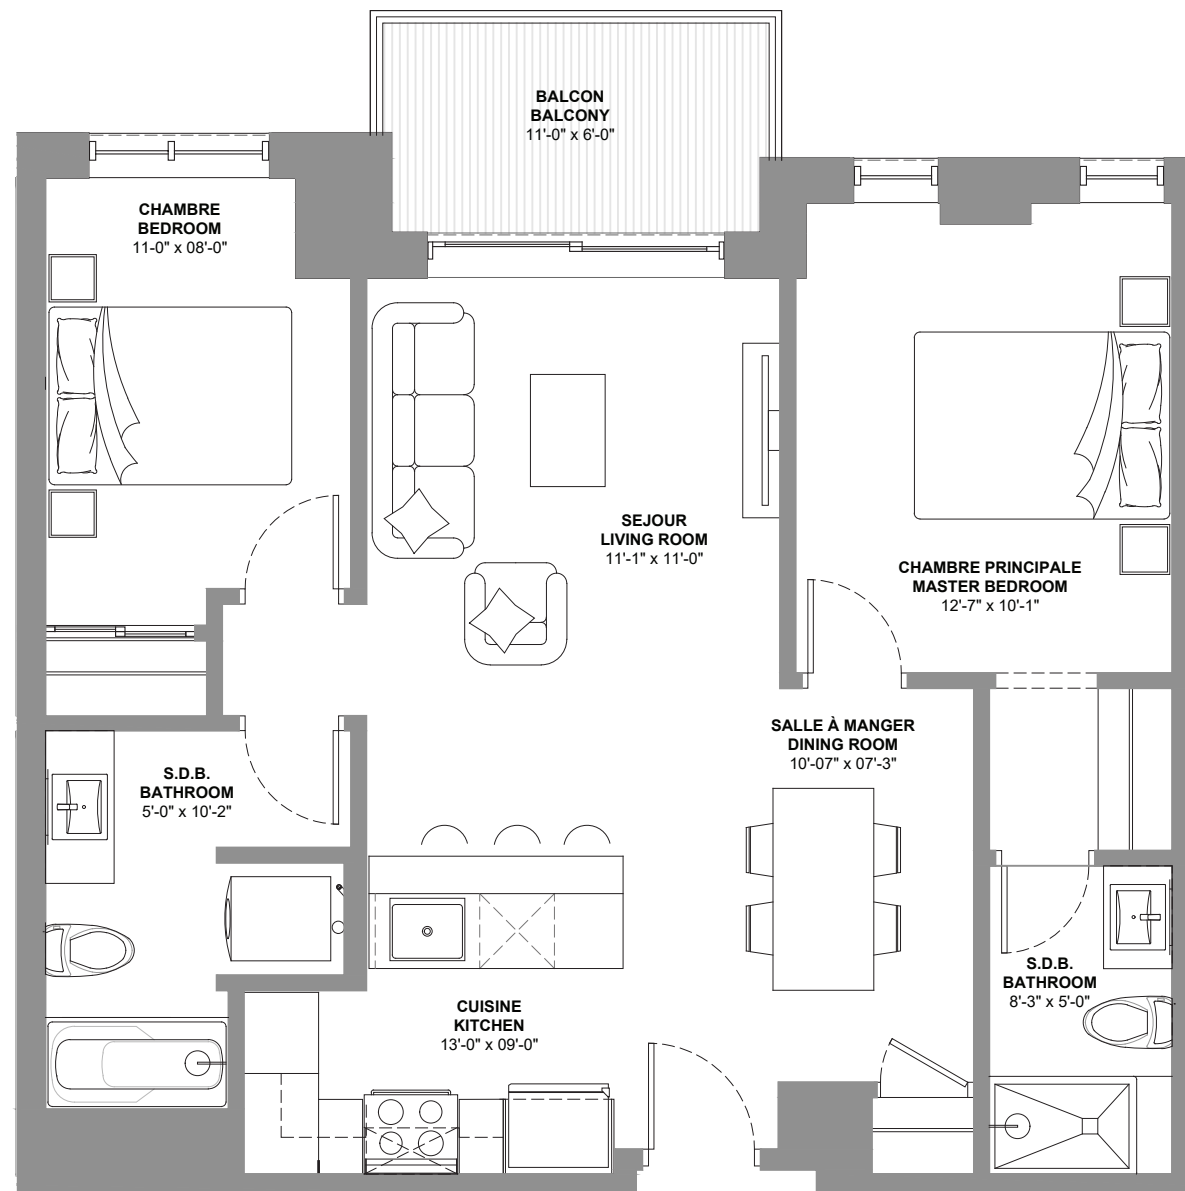 BALCON
BALCONY
11'-0" x 6'-0"
CHAMBRE
BEDROOM
11-0" x 08'-0"
SEJOUR
LIVING ROOM
11'-1" x 11'-0"
CHAMBRE PRINCIPALE
MASTER BEDROOM
12'-7" x 10'-1"
SALLE À MANGER
DINING ROOM
10'-07" x 07'-3"
S.D.B.
BATHROOM
5'-0" x 10'-2"
S.D.B.
BATHROOM
8'-3" x 5'-0"
CUISINE
KITCHEN
13'-0" x 09'-0"